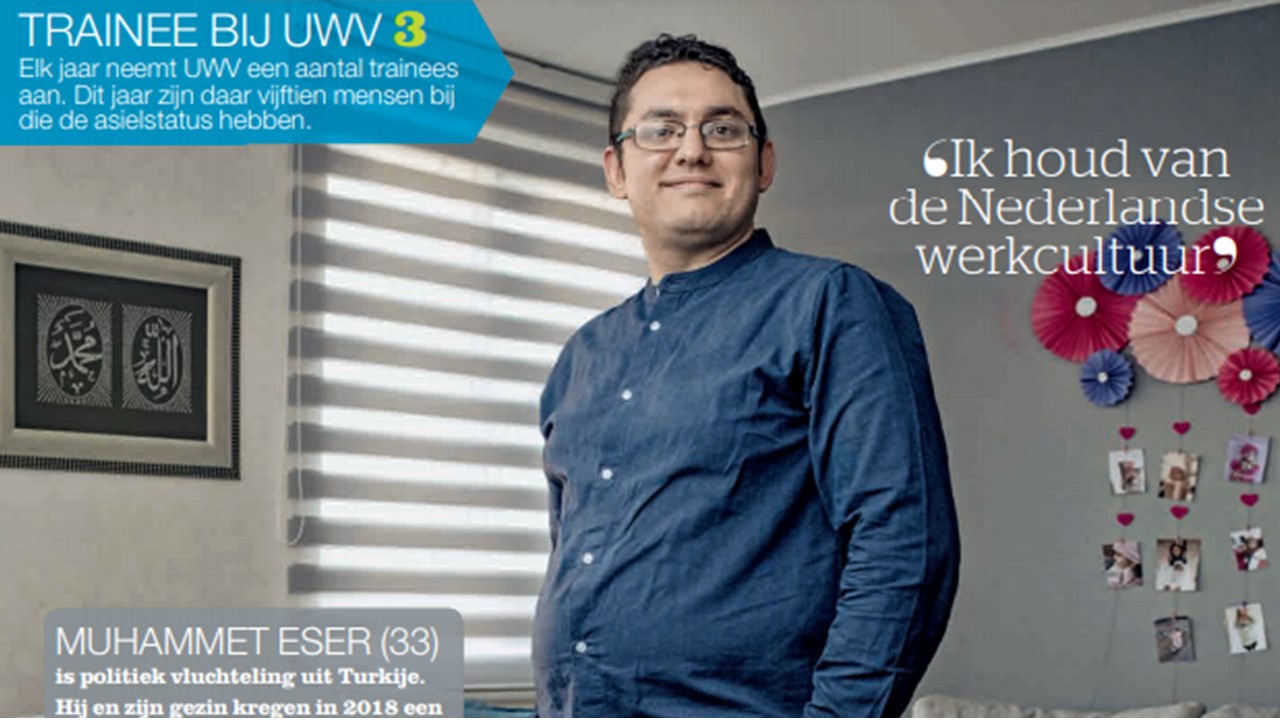 TRAINEE BIJ UWV 3
Elk jaar neemt UWV een aantal trainees
aan. Dit jaar zijn daar vijftien mensen bij
die de asielstatus hebben.
‘Ik houd van
de Nederlandse
werkcultuur’
محمد
الله
MUHAMMET ESER (33)
is politiek vluchteling uit Turkije.
Hij en zijn gezin kregen in 2018 een